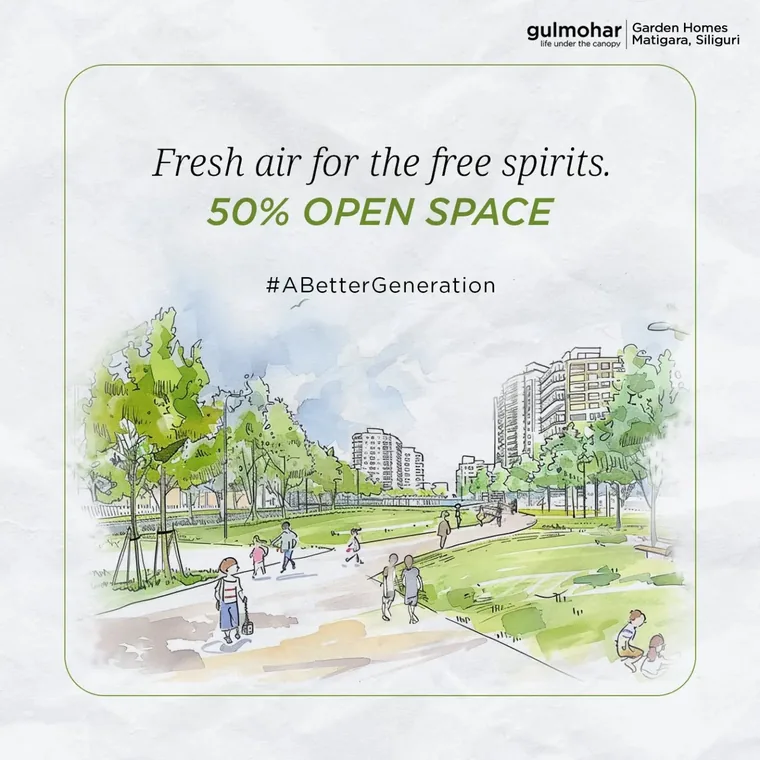 gulmohar
life under the canopy
Garden Homes
Matigara, Siliguri
Fresh air for the free spirits.
50% OPEN SPACE
#ABetterGeneration